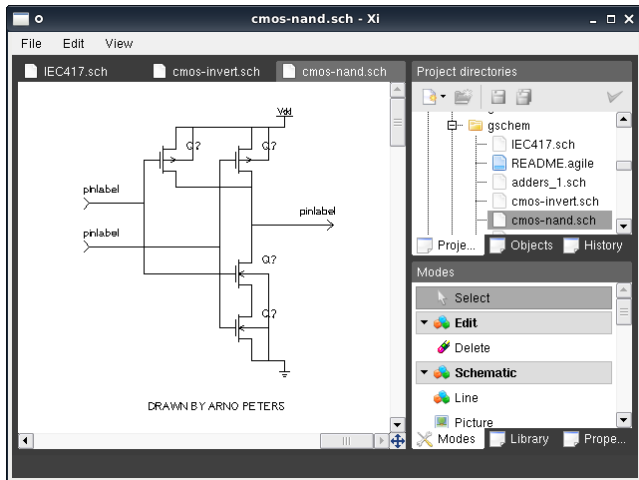 cmos-nand.sch - Xi
File Edit View
IEC417.sch cmos-invert.sch cmos-nand.sch
Vdd
Q?
Q?
pinlabel
pinlabel
pinlabel
Q?
Q?
DRAWN BY ARNO PETERS
Project directories
gschem
IEC417.sch
README.agile
adders_1.sch
cmos-invert.sch
cmos-nand.sch
Proje... Objects History
Modes
Select
Edit
Delete
Schematic
Line
Picture
Modes Library Prope...